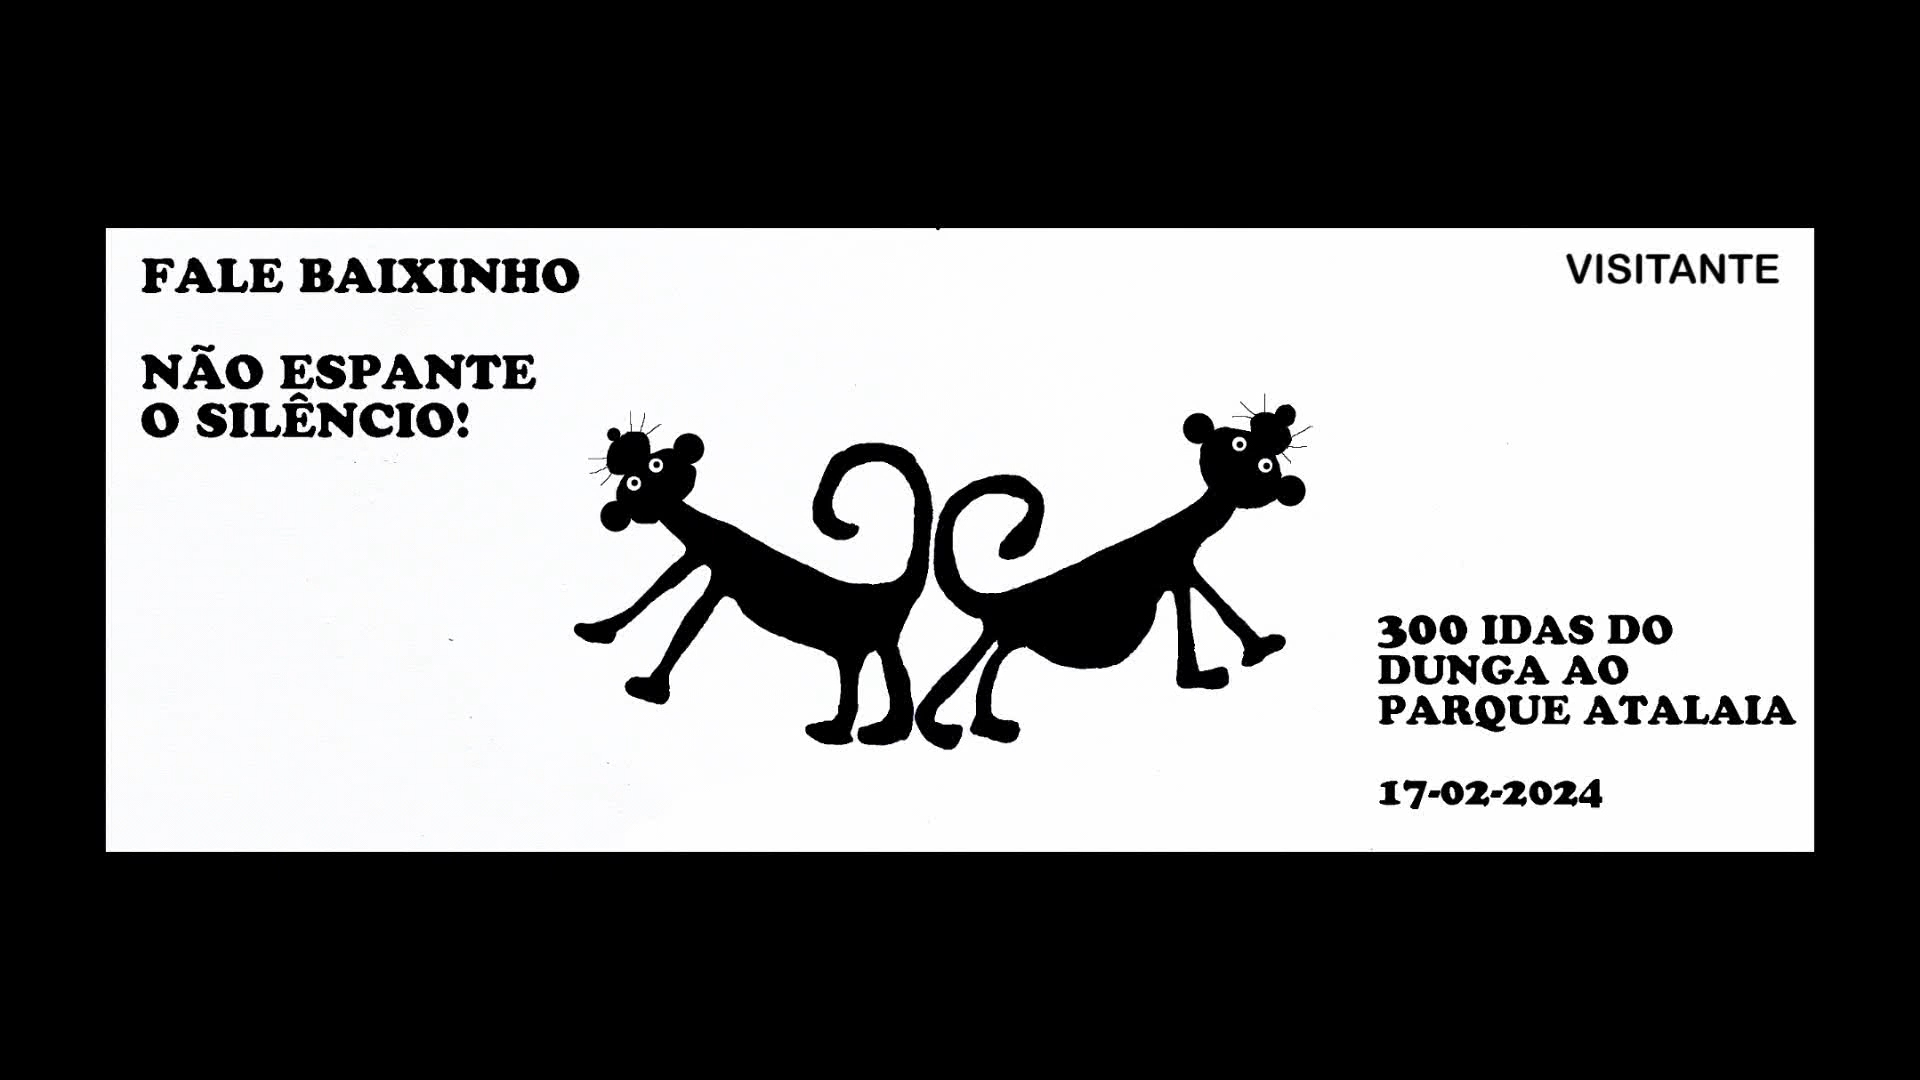 FALE BAIXINHO
NÃO ESPANTE
O SILÊNCIO!
VISITANTE
300 IDAS DO
DUNGA AO
PARQUE ATALAIA
17-02-2024